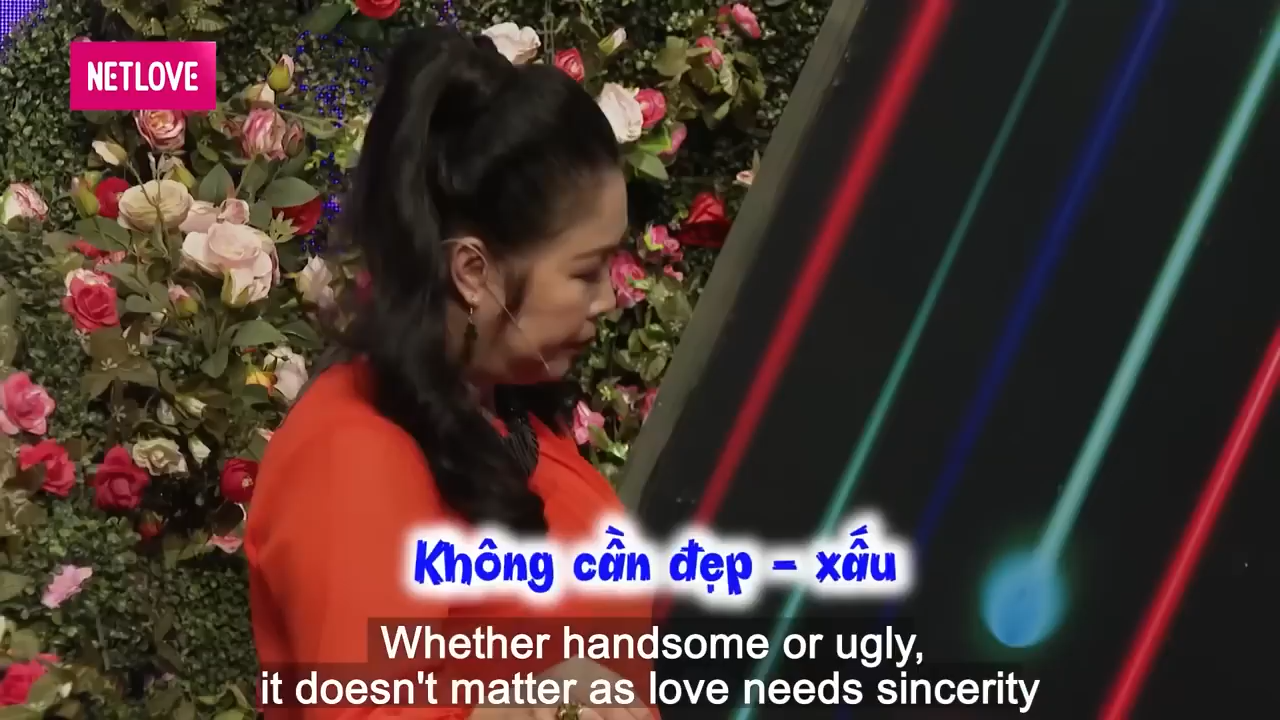 NETLOVE
Không cần đẹp - xấu
Whether handsome or ugly,
it doesn't matter as love needs sincerity